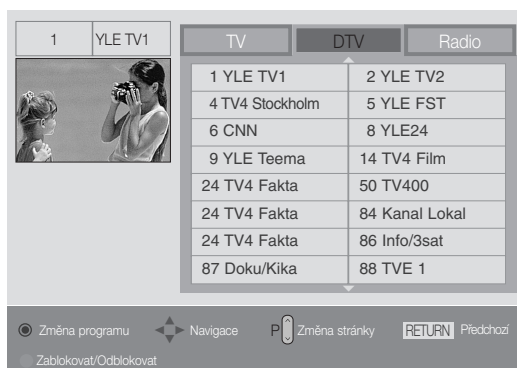 1 YLE TV1
TV DTV Radio
1 YLE TV1 2 YLE TV2
4 TV4 Stockholm 5 YLE FST
6 CNN 8 YLE24
9 YLE Teema 14 TV4 Film
24 TV4 Fakta 50 TV400
24 TV4 Fakta 84 Kanal Lokal
24 TV4 Fakta 86 Info/3sat
87 Doku/Kika 88 TVE 1
Změna programu Navigace P Změna stránky RETURN Předchozí
Zablokovat/Odblokovat